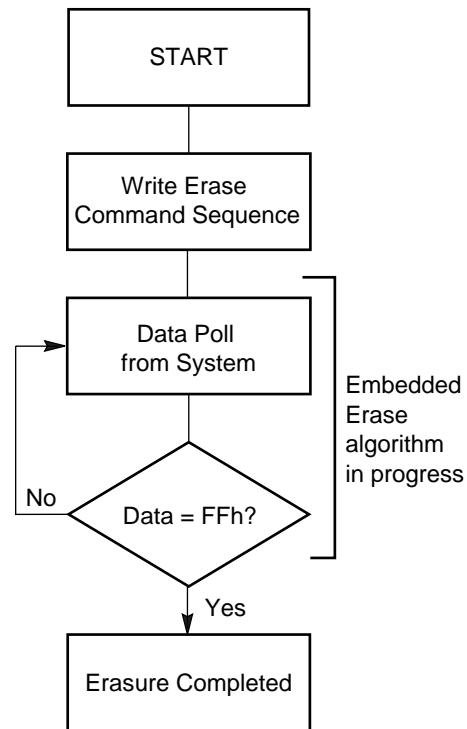 START
Write Erase
Command Sequence
Data Poll
from System
Embedded
Erase
algorithm
in progress
No
Data = FFh?
Yes
Erasure Completed